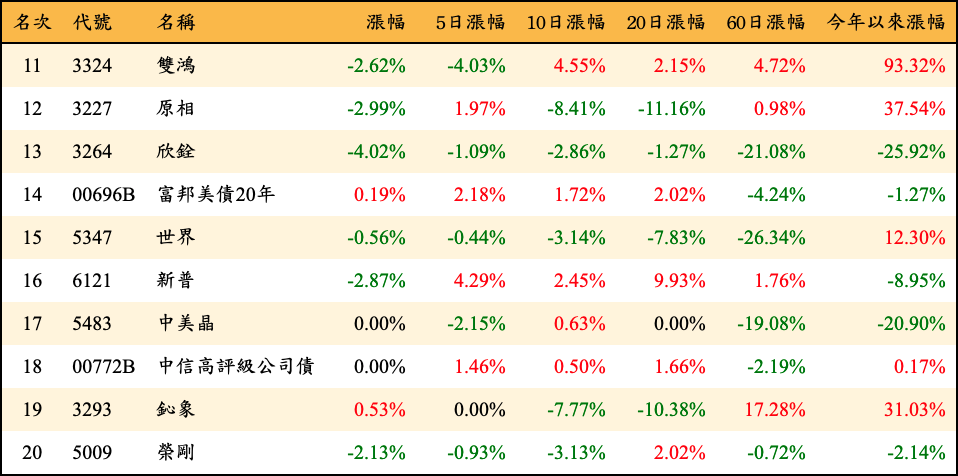 名次 代號 名稱 漲幅 5日漲幅 10日漲幅 20日漲幅 60日漲幅 今年以來漲幅
11 3324 雙鴻 -2.62% -4.03% 4.55% 2.15% 4.72% 93.32%
12 3227 原相 -2.99% 1.97% -8.41% -11.16% 0.98% 37.54%
13 3264 欣銓 -4.02% -1.09% -2.86% -1.27% -21.08% -25.92%
14 00696B 富邦美債20年 0.19% 2.18% 1.72% 2.02% -4.24% -1.27%
15 5347 世界 -0.56% -0.44% -3.14% -7.83% -26.34% 12.30%
16 6121 新普 -2.87% 4.29% 2.45% 9.93% 1.76% -8.95%
17 5483 中美晶 0.00% -2.15% 0.63% 0.00% -19.08% -20.90%
18 00772B 中信高評級公司債 0.00% 1.46% 0.50% 1.66% -2.19% 0.17%
19 3293 鈊象 0.53% 0.00% -7.77% -10.38% 17.28% 31.03%
20 5009 榮剛 -2.13% -0.93% -3.13% 2.02% -0.72% -2.14%